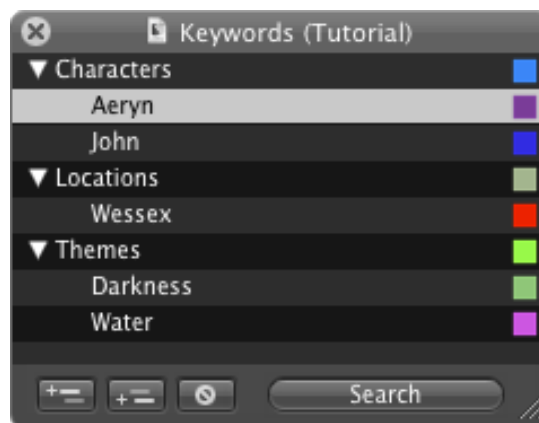 Keywords (Tutorial)
Characters
Aeryn
John
Locations
Wessex
Themes
Darkness
Water
Search